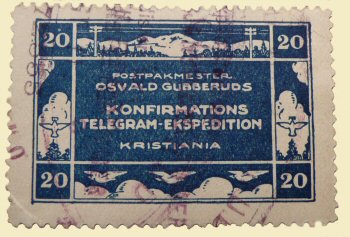 20 20
POSTPAKMESTER
OSVALD GUBBERUDS
KONFIRMATIONS
TELEGRAM-EKSPEDITION
KRISTIANIA
20 20